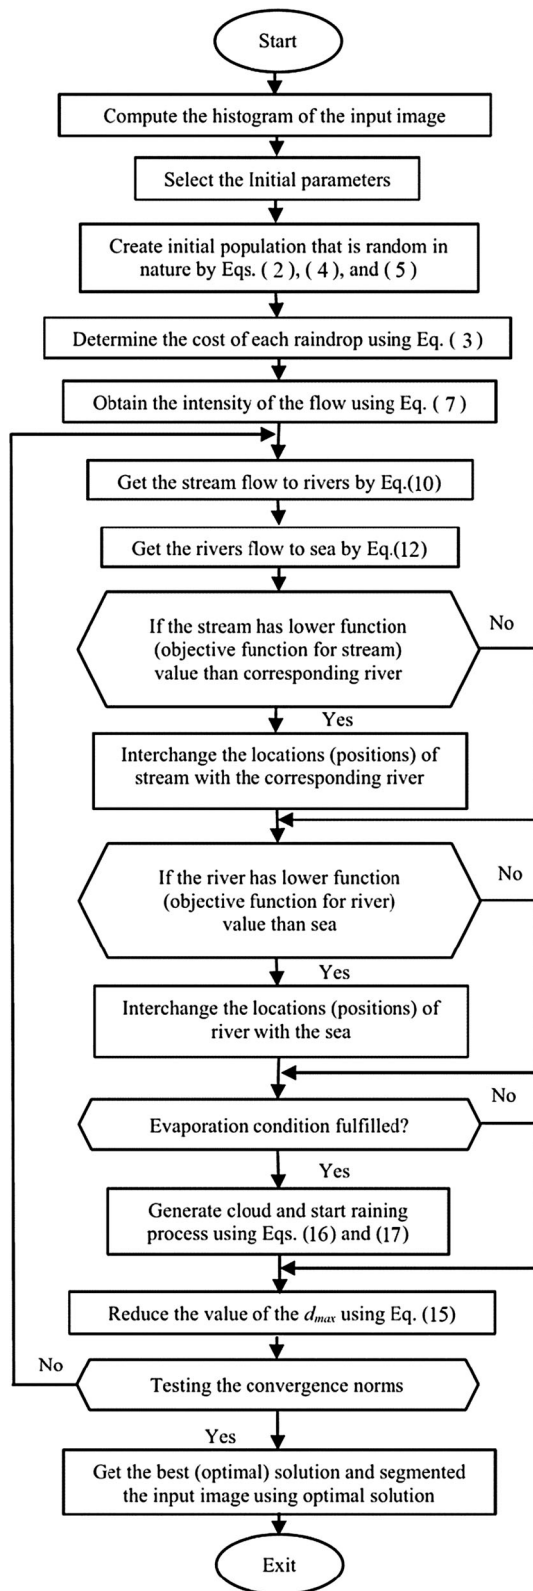 Start
Compute the histogram of the input image
Select the Initial parameters
Create initial population that is random in
nature by Eqs. ( 2 ), ( 4 ), and ( 5 )
Determine the cost of each raindrop using Eq. ( 3 )
Obtain the intensity of the flow using Eq. ( 7 )
Get the stream flow to rivers by Eq.(10)
Get the rivers flow to sea by Eq.(12)
If the stream has lower function
(objective function for stream)
value than corresponding river
No
Yes
Interchange the locations (positions) of
stream with the corresponding river
If the river has lower function
(objective function for river)
value than sea
No
Yes
Interchange the locations (positions) of
river with the sea
Evaporation condition fulfilled?
No
Yes
Generate cloud and start raining
process using Eqs. (16) and (17)
Reduce the value of the dmax using Eq. (15)
No
Testing the convergence norms
Yes
Get the best (optimal) solution and segmented
the input image using optimal solution
Exit